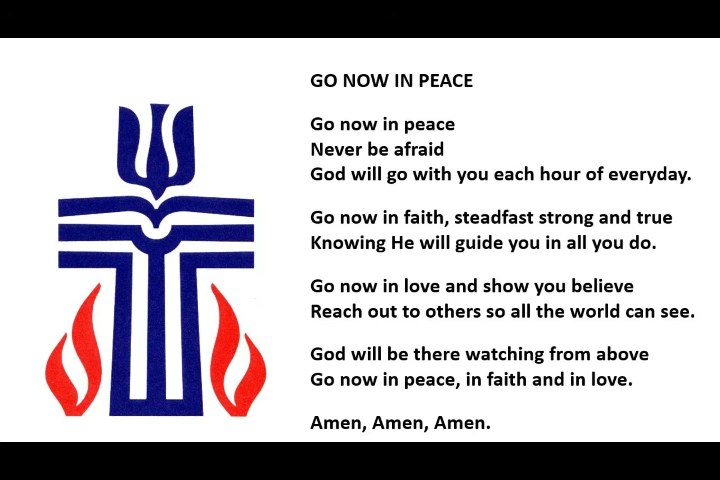 GO NOW IN PEACE
Go now in peace
Never be afraid
God will go with you each hour of everyday.
Go now in faith, steadfast strong and true
Knowing He will guide you in all you do.
Go now in love and show you believe
Reach out to others so all the world can see.
God will be there watching from above
Go now in peace, in faith and in love.
Amen, Amen, Amen.